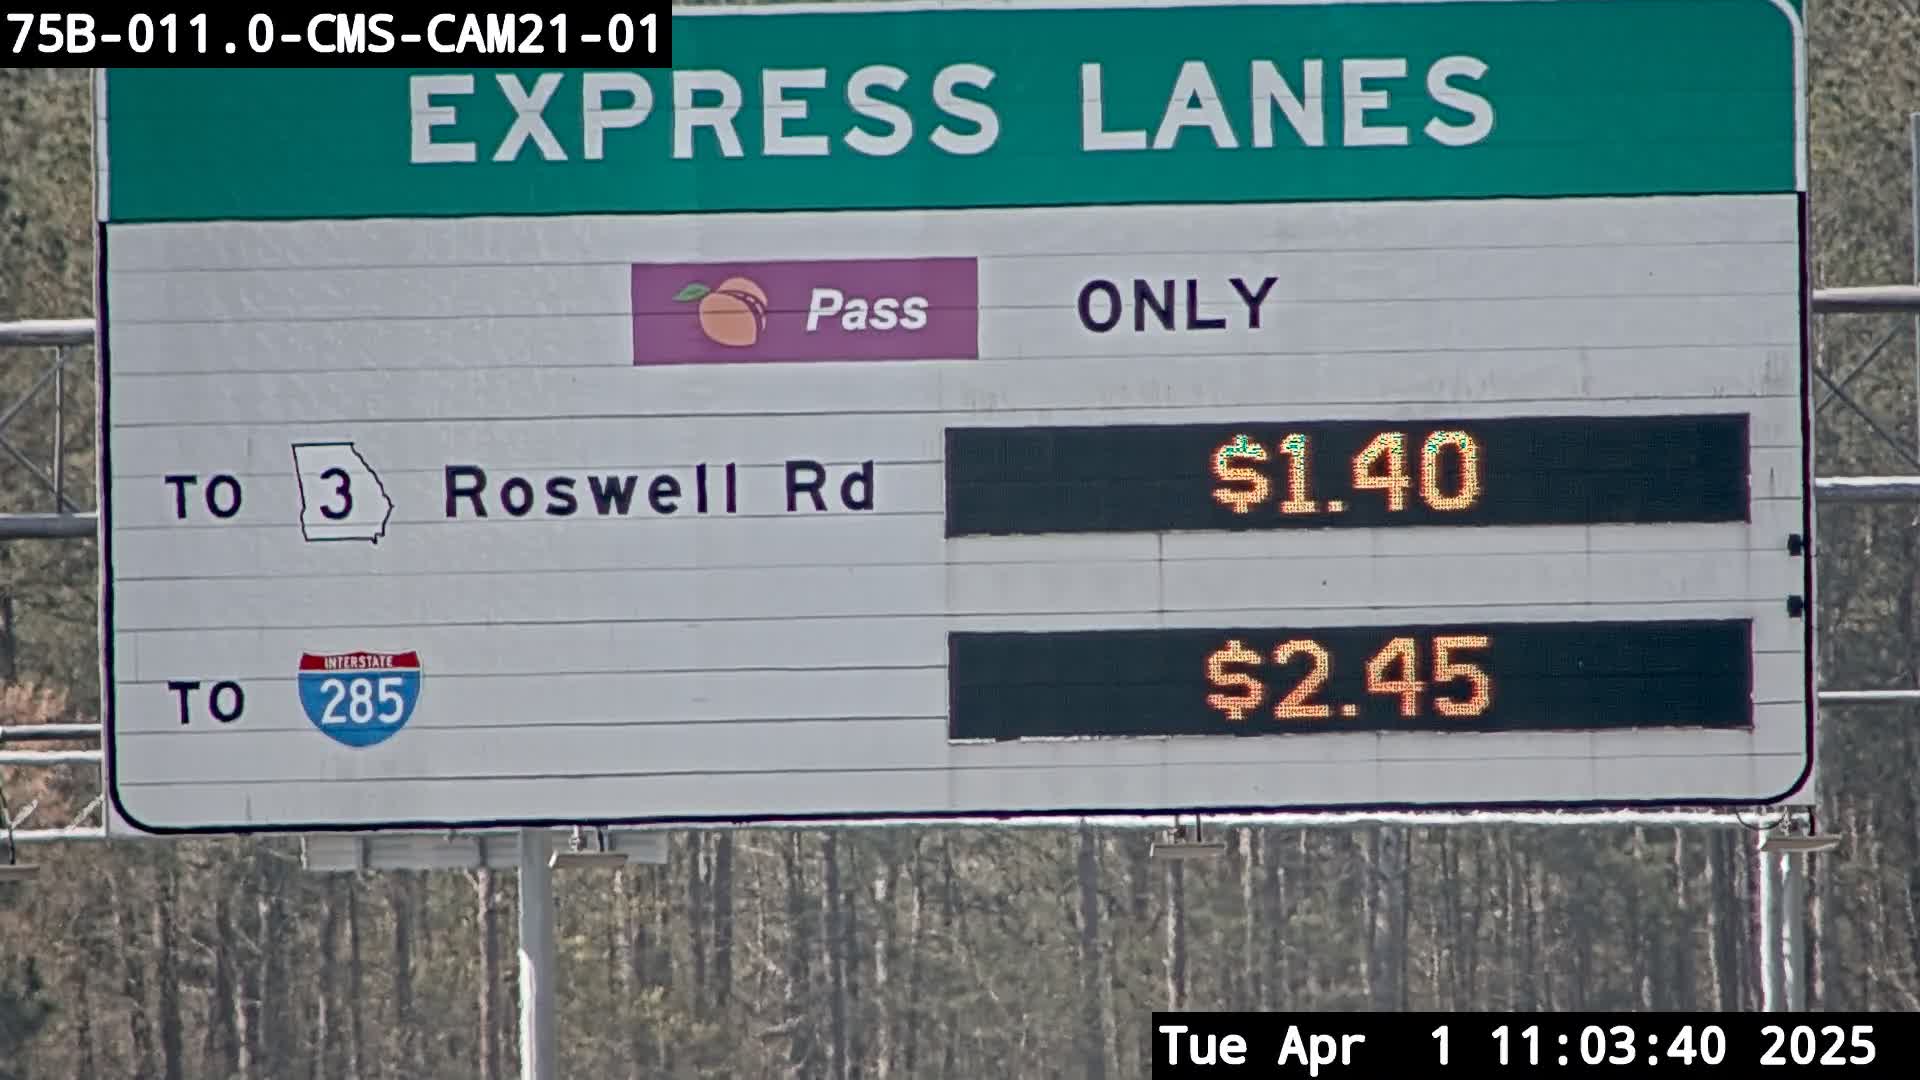 75B-011.0-CMS-CAM21-01
EXPRESS LANES
Pass ONLY
TO 3 Roswell Rd $1.40
INTERSTATE
TO 285 $2.45
Tue Apr 1 11:03:40 2025